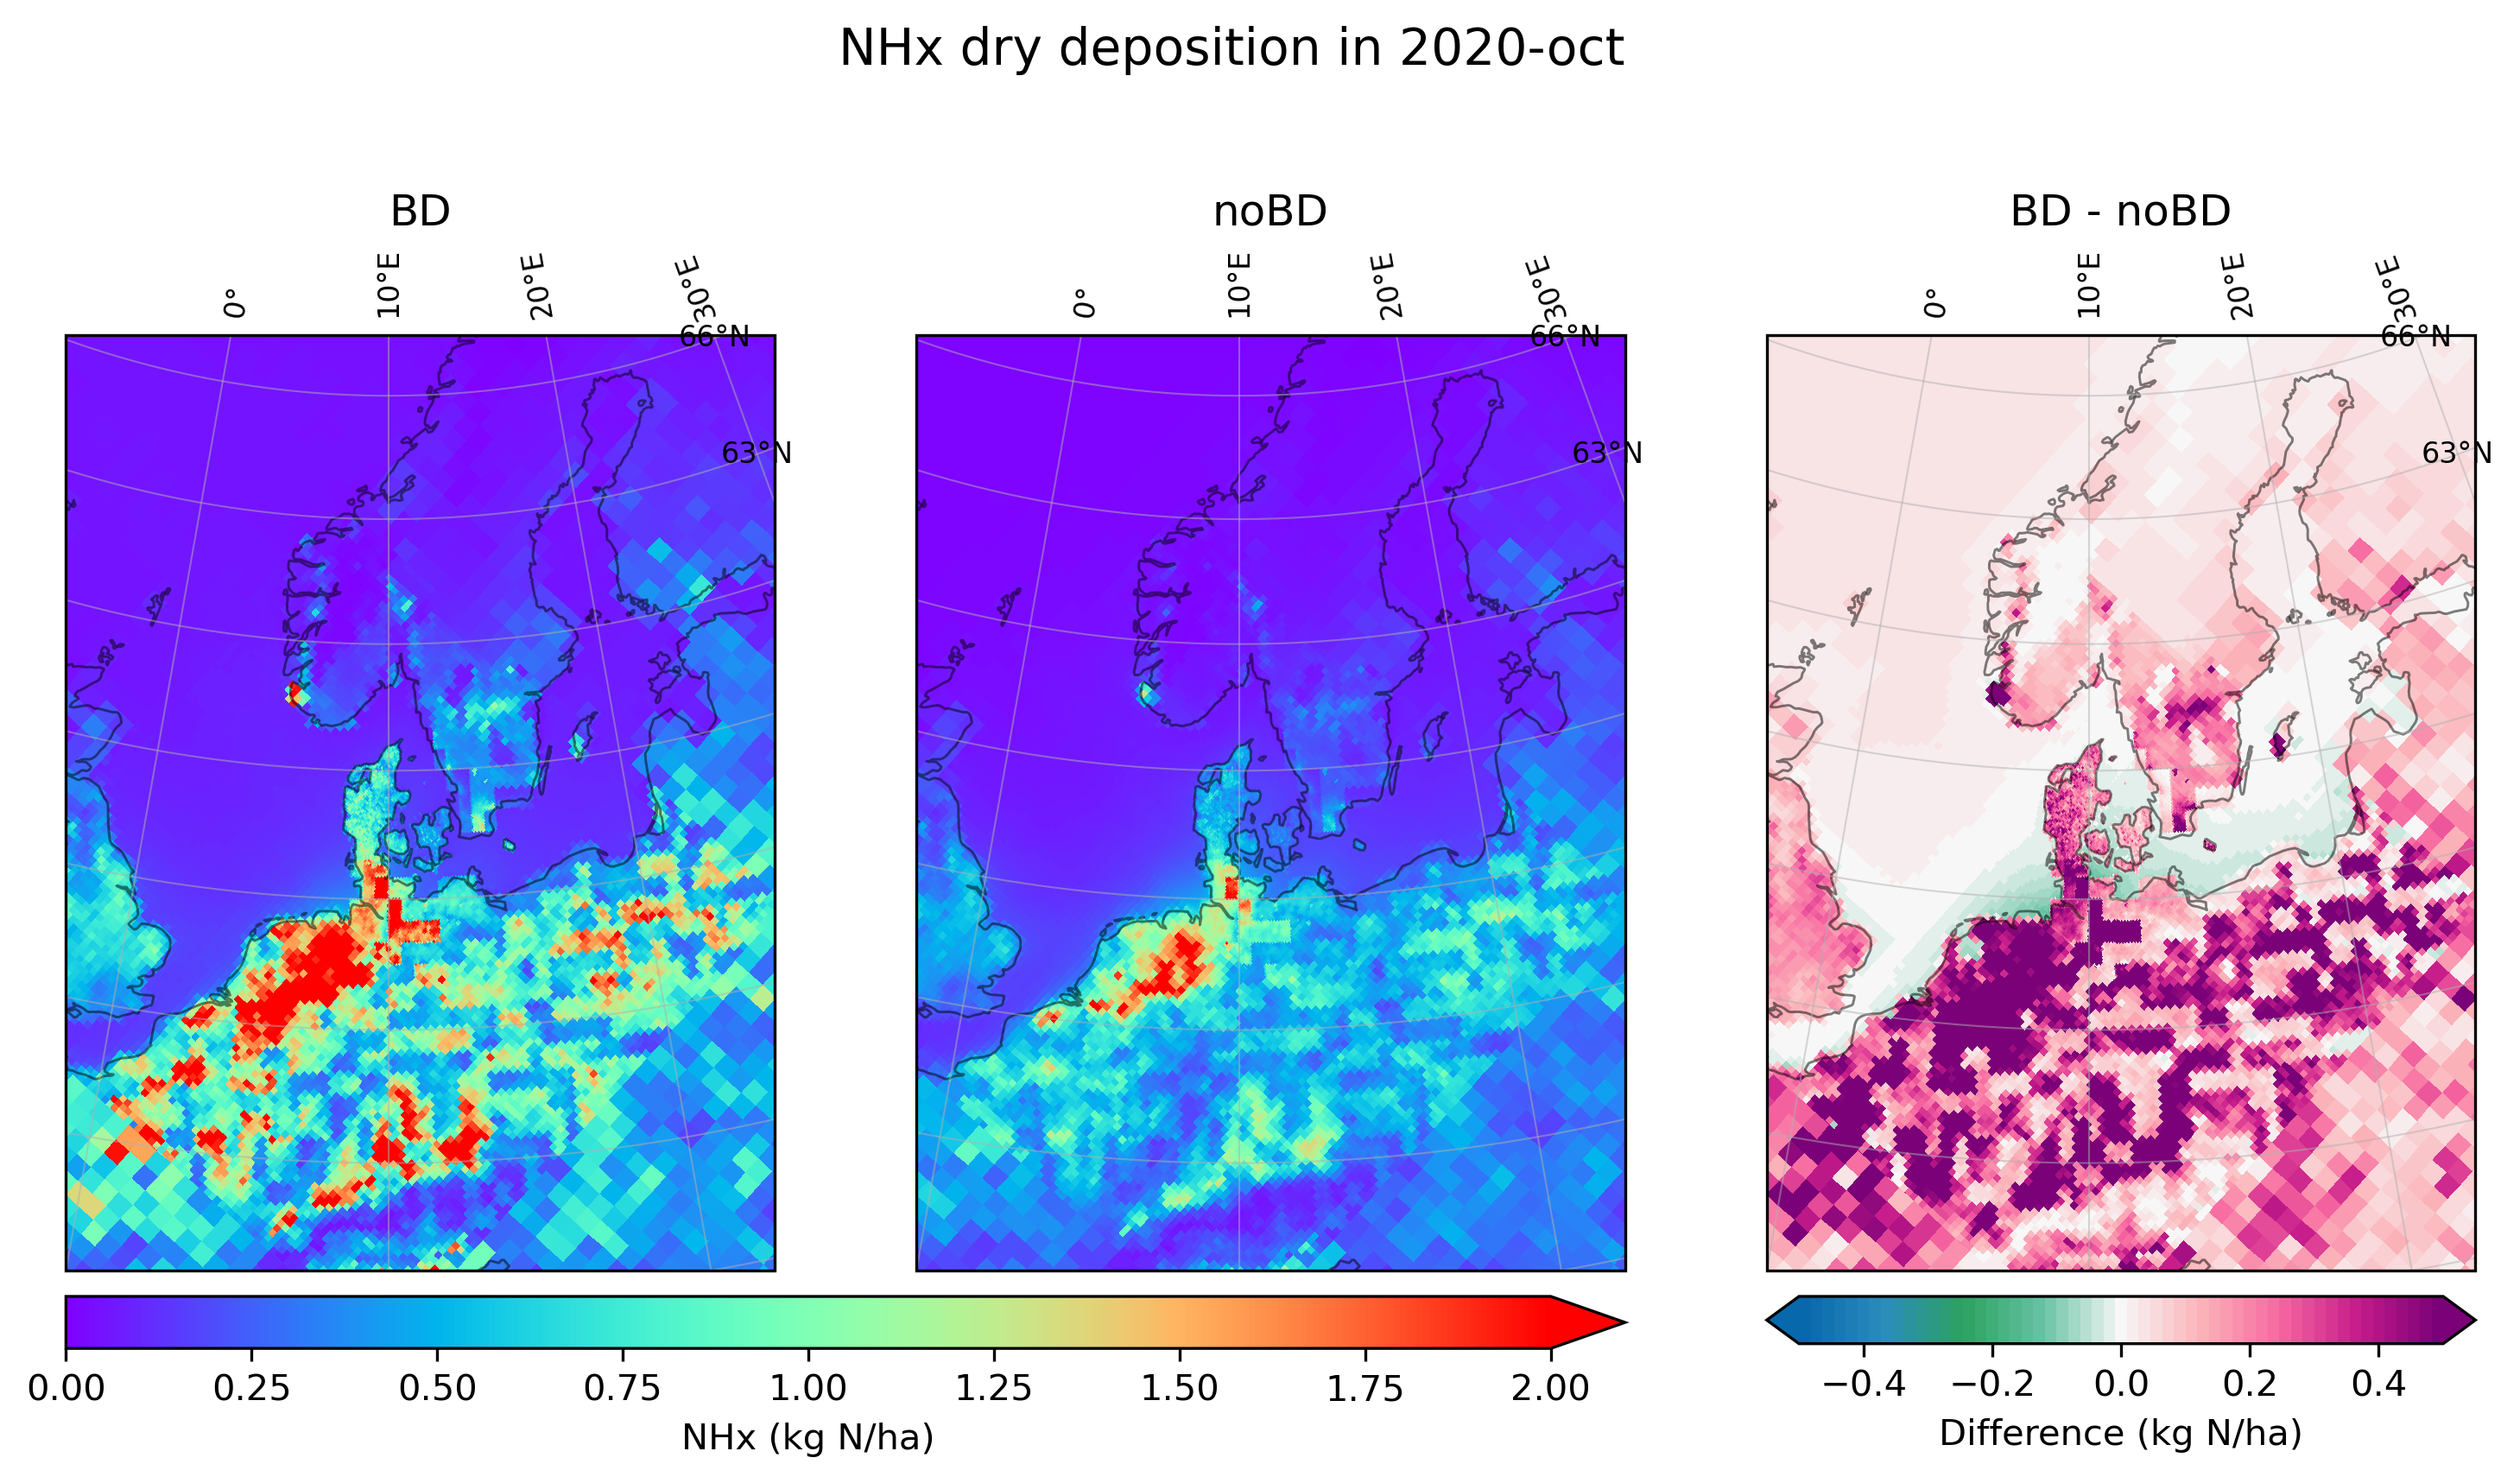 NHx dry deposition in 2020-oct
BD
noBD
BD - noBD
0° 10°E 20°E 30°E
0° 10°E 20°E 30°E
0° 10°E 20°E 30°E
66°N 66°N 66°N
63°N 63°N 63°N
0.00 0.25 0.50 0.75 1.00 1.25 1.50 1.75 2.00
NHx (kg N/ha)
−0.4 −0.2 0.0 0.2 0.4
Difference (kg N/ha)